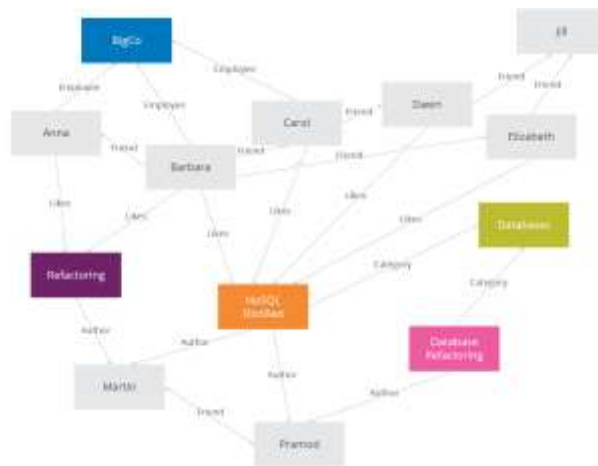 BigCo
Jill
Employee
Employee
Employee
Friend
Friend
Anna
Carol
Friend
Dawn
Elizabeth
Friend
Barbara
Friend
Friend
Likes
Likes
Likes
Likes
Likes
Likes
Databases
Refactoring
NoSQL
Distilled
Category
Category
Author
Author
Author
Database
Refactoring
Martin
Author
Friend
Pramod